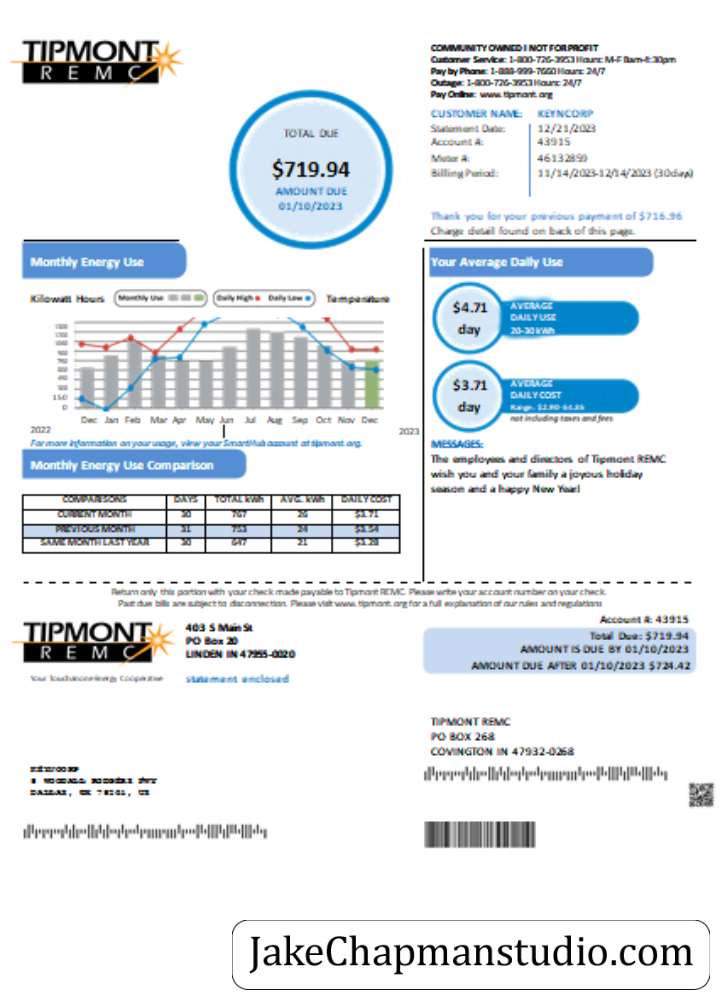 TIPMONT
REMC
COMMUNITY OWNED I NOT FOR PROFIT
Customer Service: 1-800-726-3953 Hours: M-F 8am-4:30pm
Pay by Phone: 1-888-999-7660 Hours: 24/7
Outage: 1-800-726-3953 Hours: 24/7
Pay Online: www.tipmont.org
CUSTOMER NAME: KEYNCORP
Statement Date: 12/21/2023
Account #: 43915
Meter #: 46132859
Billing Period: 11/14/2023-12/14/2023 (30days)
TOTAL DUE
$719.94
AMOUNT DUE
01/10/2023
Thank you for your previous payment of $716.96
Charge detail found on back of this page.
Monthly Energy Use
Kilowatt Hours Monthly Use Daily High Daily Low Temperature
150
0
Dec Jan Feb Mar Apr May Jun Jul Aug Sep Oct Nov Dec
2022 2023
For more information on your usage, view your SmartHub account at tipmont.org.
Your Average Daily Use
$4.71
day
AVERAGE
DAILY USE
20-30 kWh
$3.71
day
AVERAGE
DAILY COST
not including taxes and fees
MESSAGES:
The employees and directors of Tipmont REMC
wish you and your family a joyous holiday
season and a happy New Year!
Monthly Energy Use Comparison
COMPARISONS DAYS TOTAL kWh AVG. kWh DAILY COST
CURRENT MONTH 30 767 26 $3.71
PREVIOUS MONTH 31 753 24 $3.54
SAME MONTH LAST YEAR 30 647 21 $3.28
Return only this portion with your check made payable to Tipmont REMC. Please write your account number on your check.
Past due bills are subject to disconnection. Please visit www.tipmont.org for a full explanation of our rules and regulations
TIPMONT
REMC
Your Touchstone Energy Cooperative
403 S Main St
PO Box 20
LINDEN IN 47955-0020
statement enclosed
Account #: 43915
Total Due: $719.94
AMOUNT IS DUE BY 01/10/2023
AMOUNT DUE AFTER 01/10/2023 $724.42
TIPMONT REMC
PO BOX 268
COVINGTON IN 47932-0268
KEYNCORP
DALLAS,
JakeChapmanstudio.com